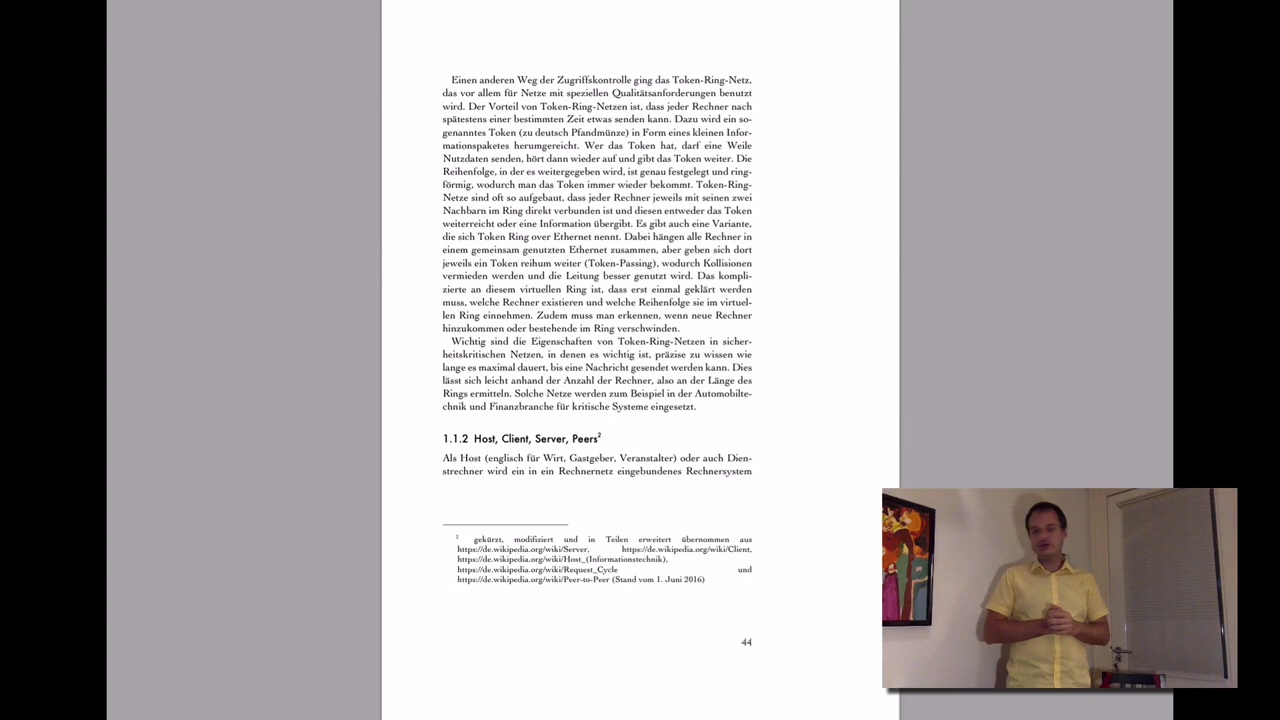 Einen anderen Weg der Zugriffskontrolle ging das Token-Ring-Netz,
das vor allem für Netze mit speziellen Qualitätsanforderungen benutzt
wird. Der Vorteil von Token-Ring-Netzen ist, dass jeder Rechner nach
spätestens einer bestimmten Zeit etwas senden kann. Dazu wird ein so-
genanntes Token (zu deutsch Pfandmünze) in Form eines kleinen Infor-
mationspaketes herumgereicht. Wer das Token hat, darf eine Weile
Nutzdaten senden, hört dann wieder auf und gibt das Token weiter. Die
Reihenfolge, in der es weitergegeben wird, ist genau festgelegt und ring-
förmig, wodurch man das Token immer wieder bekommt. Token-Ring-
Netze sind oft so aufgebaut, dass jeder Rechner jeweils mit seinen zwei
Nachbarn im Ring direkt verbunden ist und diesen entweder das Token
weiterreicht oder eine Information übergibt. Es gibt auch eine Variante,
die sich Token Ring over Ethernet nennt. Dabei hängen alle Rechner in
einem gemeinsam genutzten Ethernet zusammen, aber geben sich dort
jeweils ein Token reihum weiter (Token-Passing), wodurch Kollisionen
vermieden werden und die Leitung besser genutzt wird. Das kompli-
zierte an diesem virtuellen Ring ist, dass erst einmal geklärt werden
muss, welche Rechner existieren und welche Reihenfolge sie im virtuel-
len Ring einnehmen. Zudem muss man erkennen, wenn neue Rechner
hinzukommen oder bestehende im Ring verschwinden.
Wichtig sind die Eigenschaften von Token-Ring-Netzen in sicher-
heitskritischen Netzen, in denen es wichtig ist, präzise zu wissen wie
lange es maximal dauert, bis eine Nachricht gesendet werden kann. Dies
lässt sich leicht anhand der Anzahl der Rechner, also an der Länge des
Rings ermitteln. Solche Netze werden zum Beispiel in der Automobilte-
chnik und Finanzbranche für kritische Systeme eingesetzt.
1.1.2 Host, Client, Server, Peers2
Als Host (englisch für Wirt, Gastgeber, Veranstalter) oder auch Dien-
strechner wird ein in ein Rechnernetz eingebundenes Rechnersystem
2 gekürzt, modifiziert und in Teilen erweitert übernommen aus
https://de.wikipedia.org/wiki/Server, https://de.wikipedia.org/wiki/Client,
https://de.wikipedia.org/wiki/Host_(Informationstechnik),
https://de.wikipedia.org/wiki/Request_Cycle und
https://de.wikipedia.org/wiki/Peer-to-Peer (Stand vom 1. Juni 2016)
44